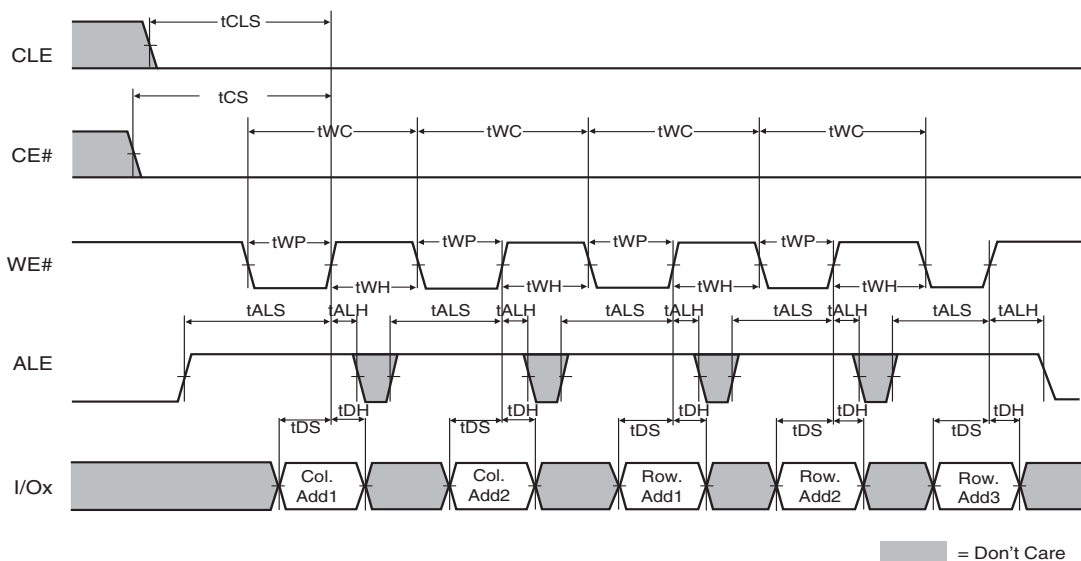 tCLS
CLE
tCS
tWC tWC tWC tWC
CE#
tWP tWP tWP tWP
WE#
tWH tWH tWH tWH
tALS tALH tALS tALH tALS tALH tALS tALH tALS tALH
ALE
tDH tDH tDH tDH tDH
tDS tDS tDS tDS tDS
I/Ox
Col. Add1
Col. Add2
Row. Add1
Row. Add2
Row. Add3
= Don't Care